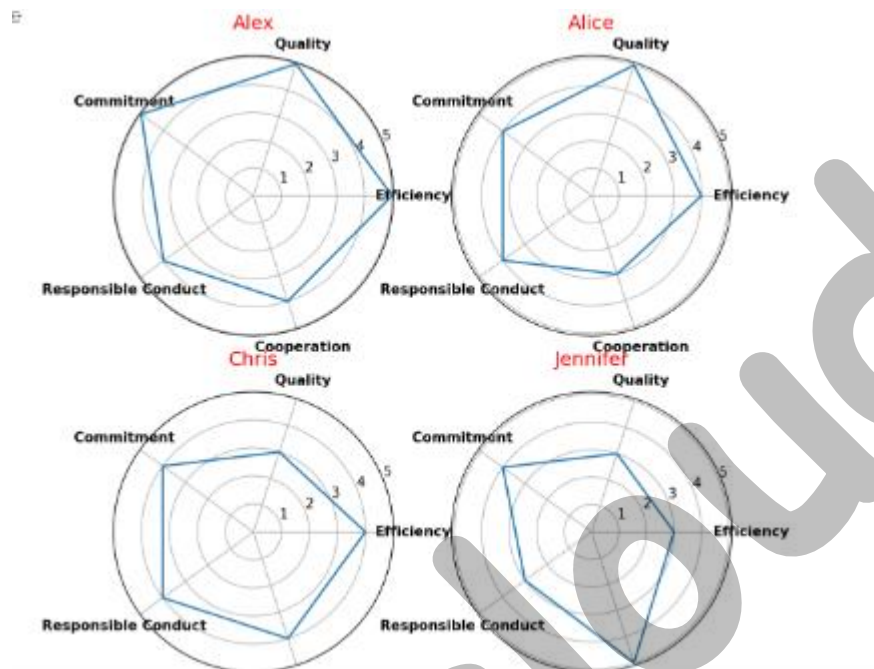 Alex
Quality
Commitment
5
4
3
2
1
Efficiency
Responsible Conduct
Cooperation
Alice
Quality
Commitment
5
4
3
2
1
Efficiency
Responsible Conduct
Cooperation
Chris
Quality
Commitment
5
4
3
2
1
Efficiency
Responsible Conduct
Jennifer
Quality
Commitment
5
4
3
2
1
Efficiency
Responsible Conduct